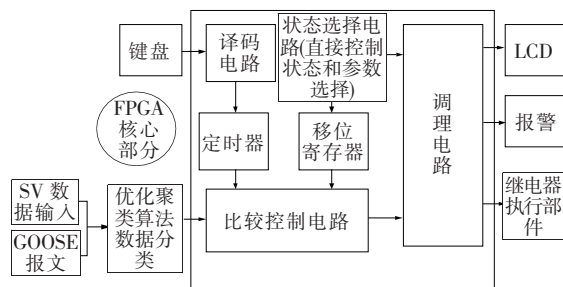 键盘
译码
电路
状态选择电
路(直接控制
状态和参数
选择)
LCD
FPGA
核心
部分
定时器
移位
寄存器
调理
电路
报警
SV 数
据输入
GOOSE
报文
优化聚
类算法
数据分
类
比较控制电路
继电器
执行部
件